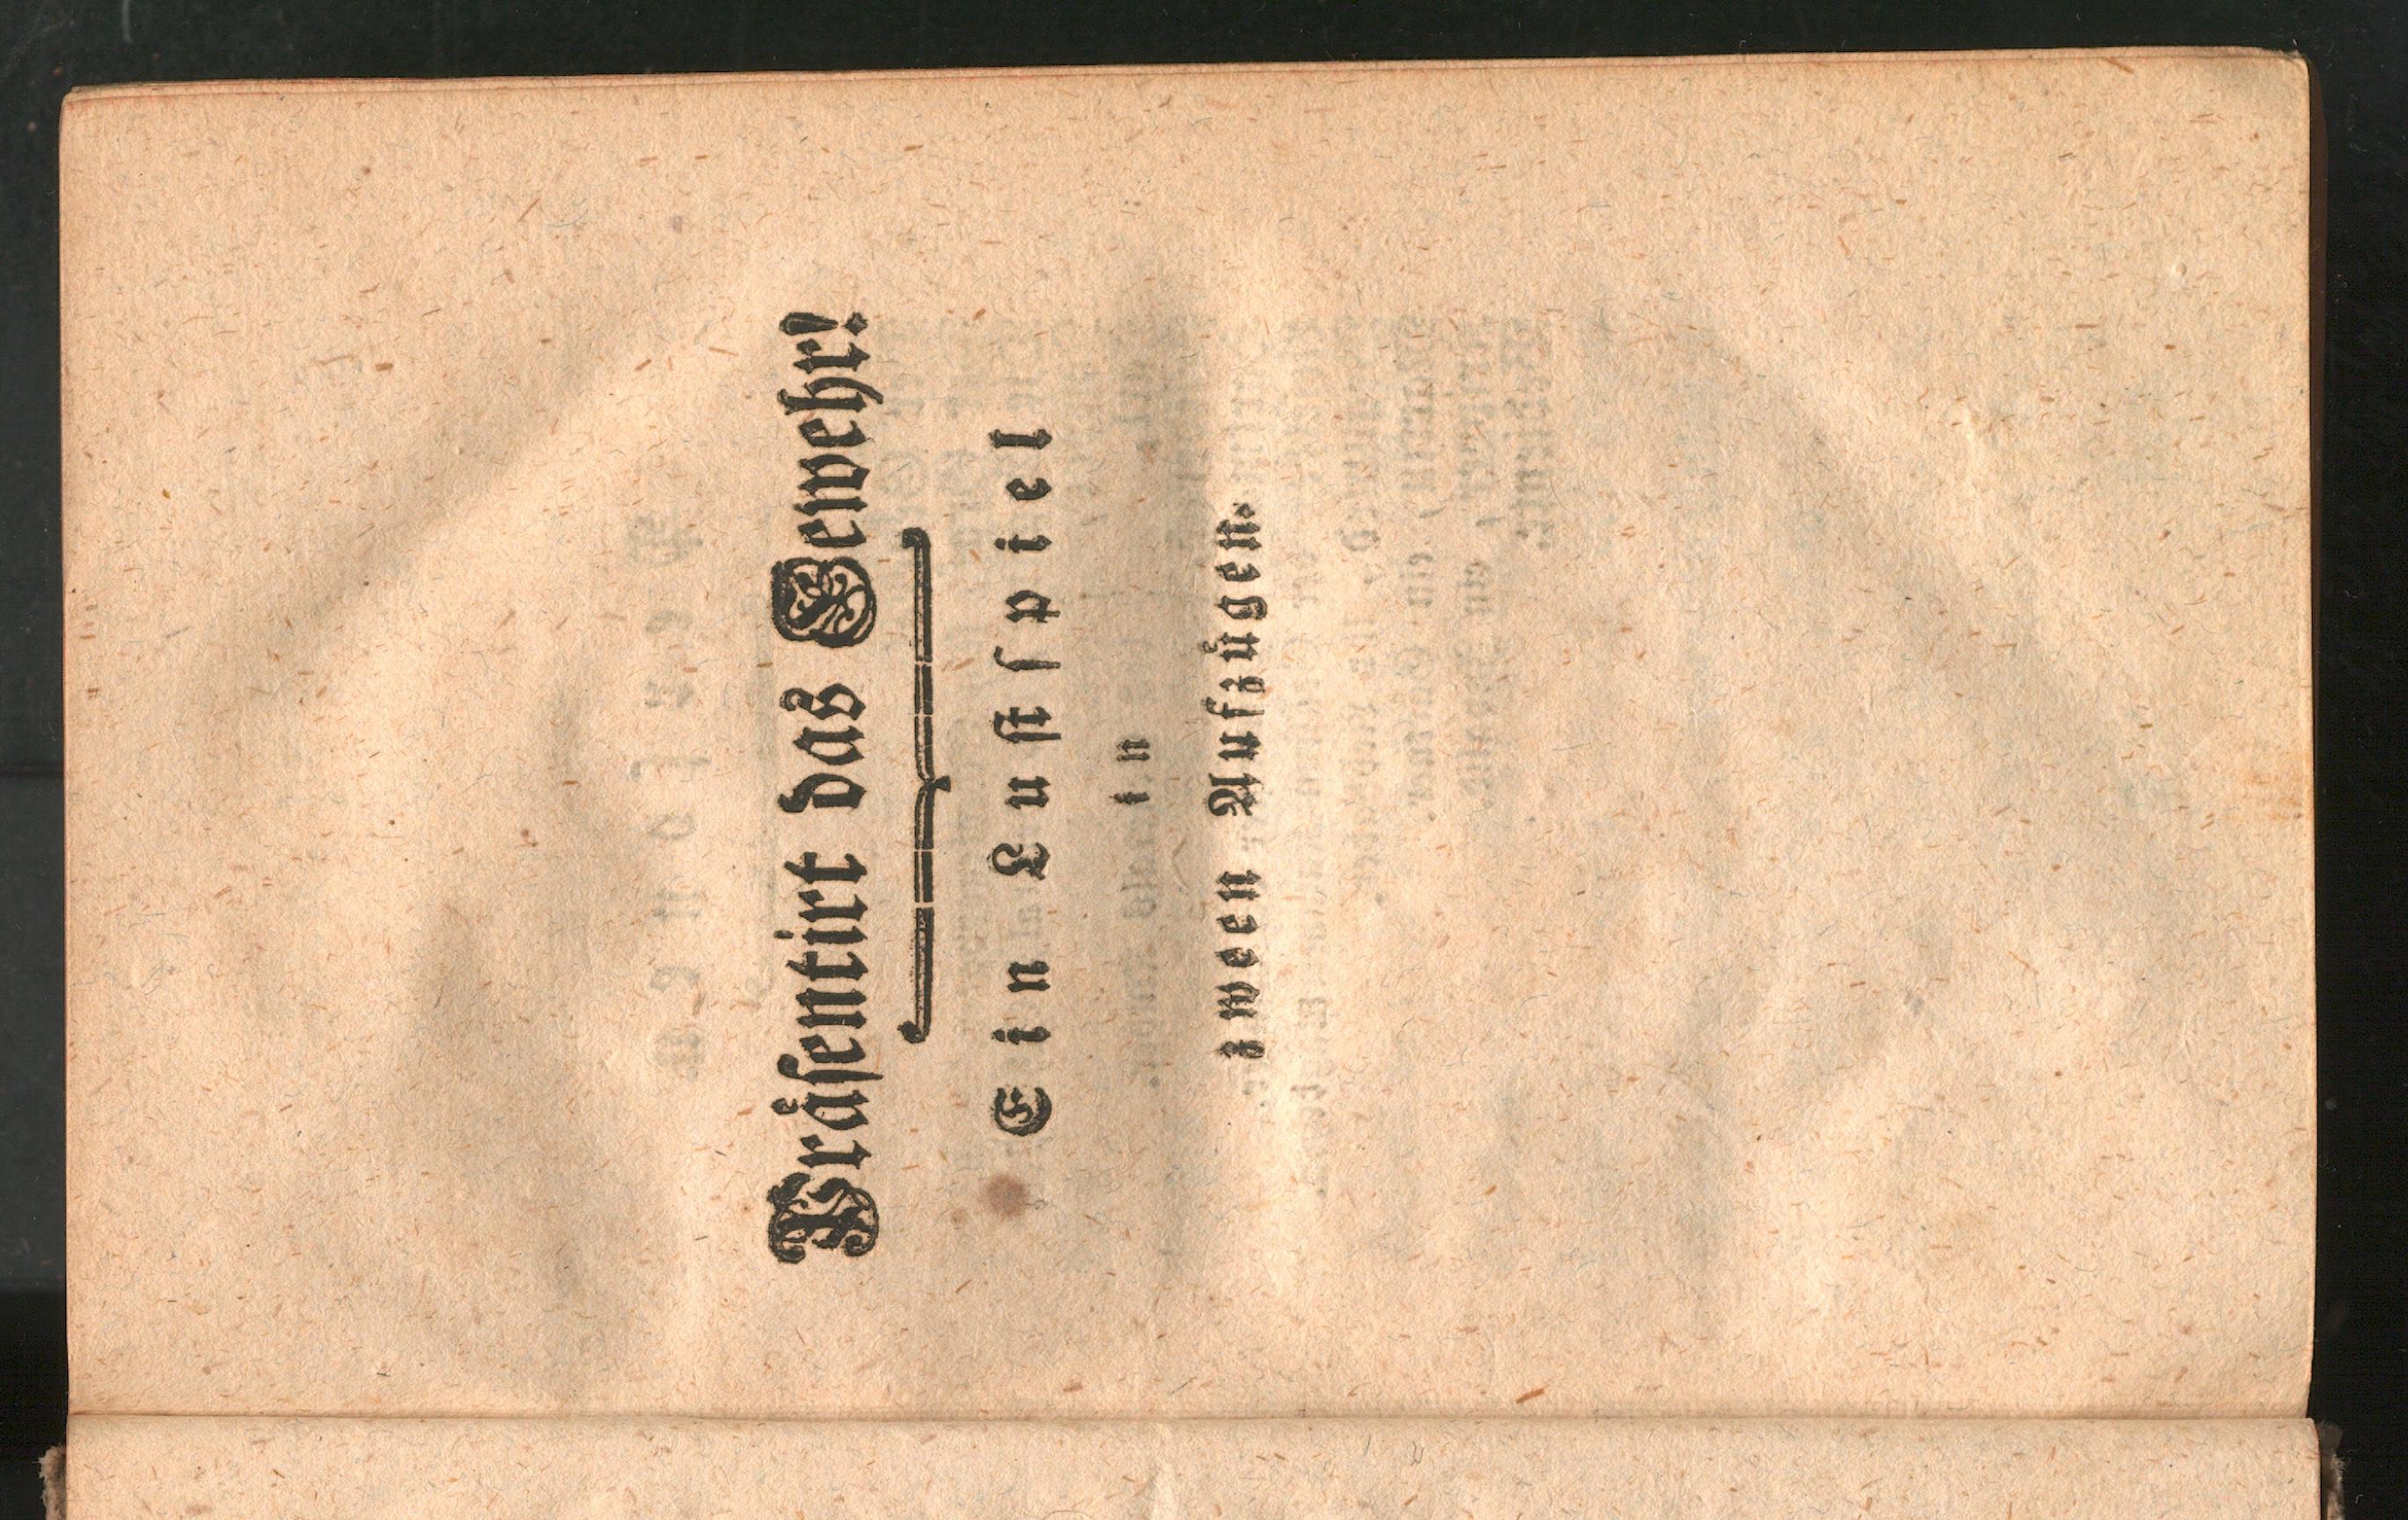 Präſentirt das Gewehr!
Ein Luſtſpiel
in
zween Aufzügen.